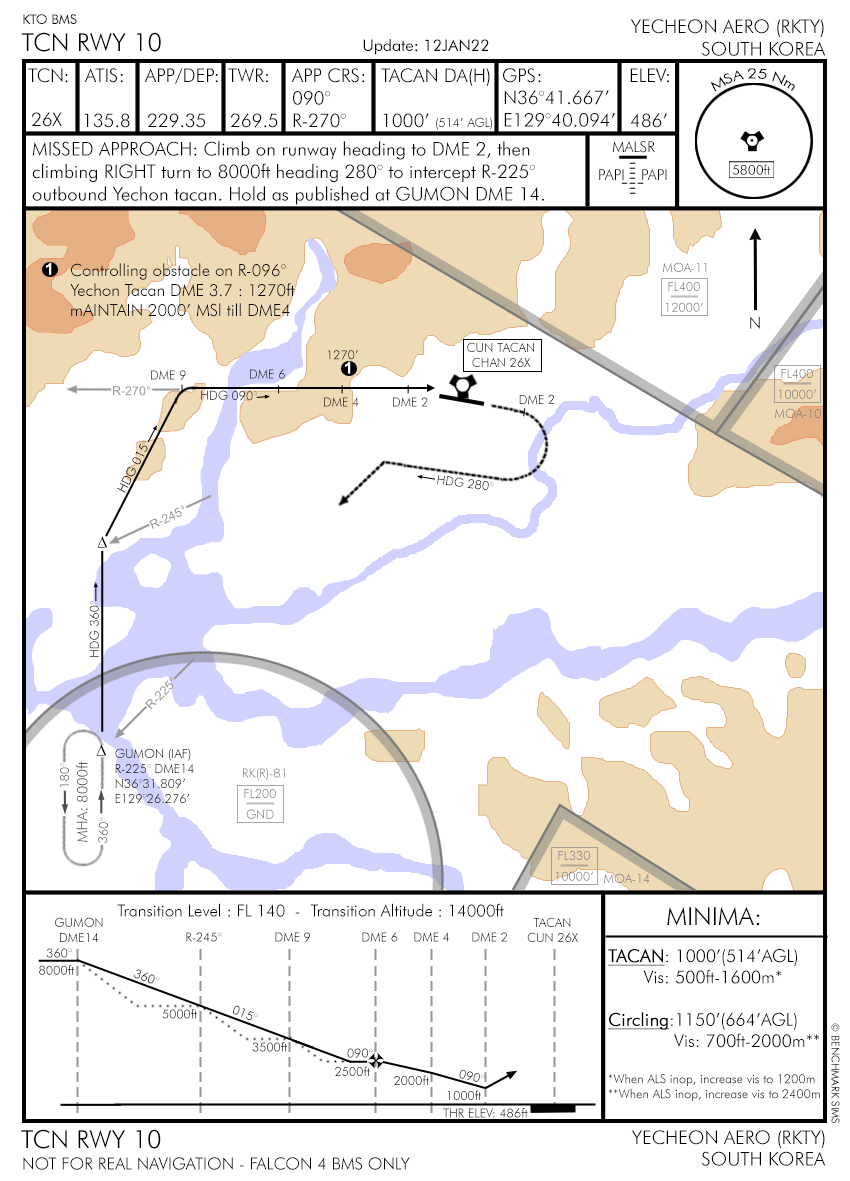 KTO BMS
TCN RWY 10
Update: 12JAN22
YECHEON AERO (RKTY)
SOUTH KOREA
TCN:
26X
ATIS:
135.8
APP/DEP:
229.35
TWR:
269.5
APP CRS:
090°
R-270°
TACAN DA(H)
1000’ (514’ AGL)
GPS:
N36°41.667’
E129°40.094’
ELEV:
486’
MSA 25 Nm
5800ft
MISSED APPROACH: Climb on runway heading to DME 2, then
climbing RIGHT turn to 8000ft heading 280° to intercept R-225°
outbound Yechon tacan. Hold as published at GUMON DME 14.
MALSR
PAPI PAPI
1 Controlling obstacle on R-096°
Yechon Tacan DME 3.7 : 1270ft
mAINTAIN 2000’ MSl till DME4
MOA-11
FL400
12000’
N
1270’
1
CUN TACAN
CHAN 26X
DME 9
DME 6
R-270°
HDG 090°
DME 4
DME 2
DME 2
FL400
10000’
MOA-10
HDG 015°
HDG 280°
R-245°
HDG 360°
R-225°
GUMON (IAF)
R-225° DME14
N36°31.809’
E129°26.276’
180°
MHA: 8000ft
360°
RK(R)-81
FL200
GND
FL330
10000’
MOA-14
Transition Level : FL 140 - Transition Altitude : 14000ft
GUMON
DME14
R-245°
DME 9
DME 6
DME 4
DME 2
TACAN
CUN 26X
360°
8000ft
360°
5000ft
015°
3500ft
090°
2500ft
2000ft
090°
1000ft
THR ELEV: 486ft
MINIMA:
TACAN: 1000’(514’AGL)
Vis: 500ft-1600m*
Circling:1150’(664’AGL)
Vis: 700ft-2000m**
*When ALS inop, increase vis to 1200m
**When ALS inop, increase vis to 2400m
© BENCHMARK SIMS
TCN RWY 10
NOT FOR REAL NAVIGATION - FALCON 4 BMS ONLY
YECHEON AERO (RKTY)
SOUTH KOREA